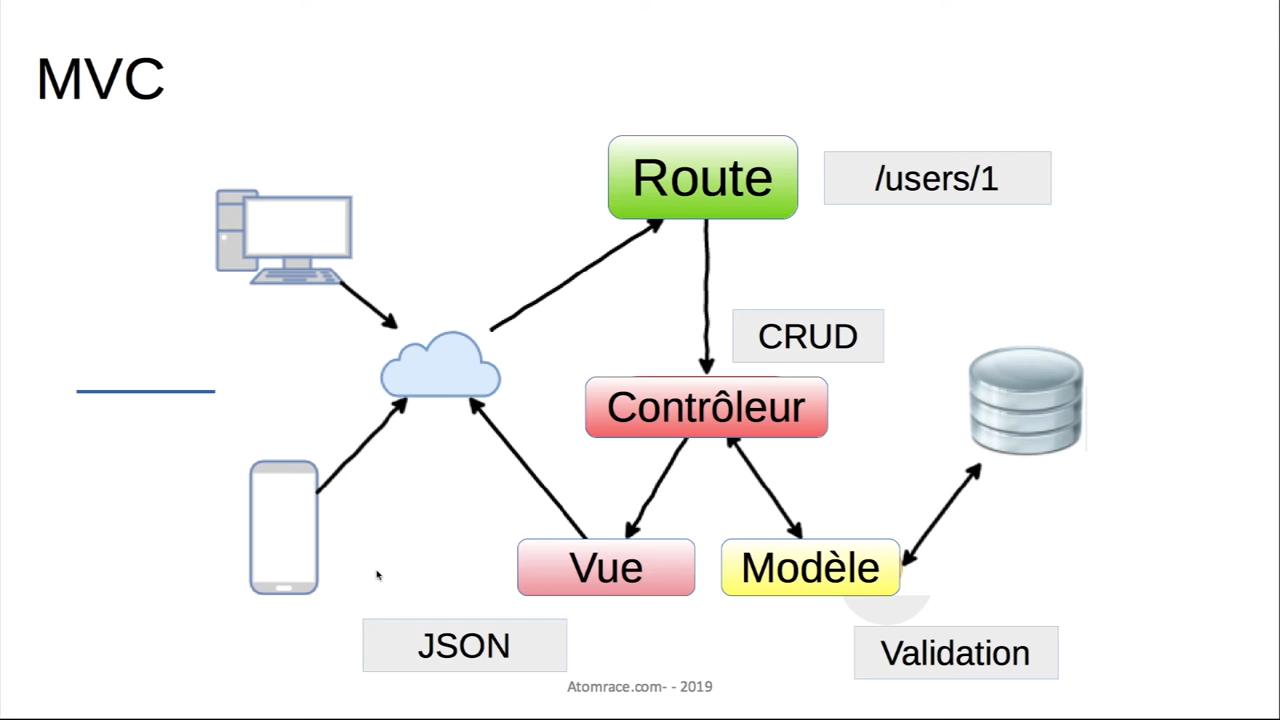 MVC
Route
/users/1
CRUD
Contrôleur
Vue
Modèle
JSON
Validation
Atomrace.com- - 2019